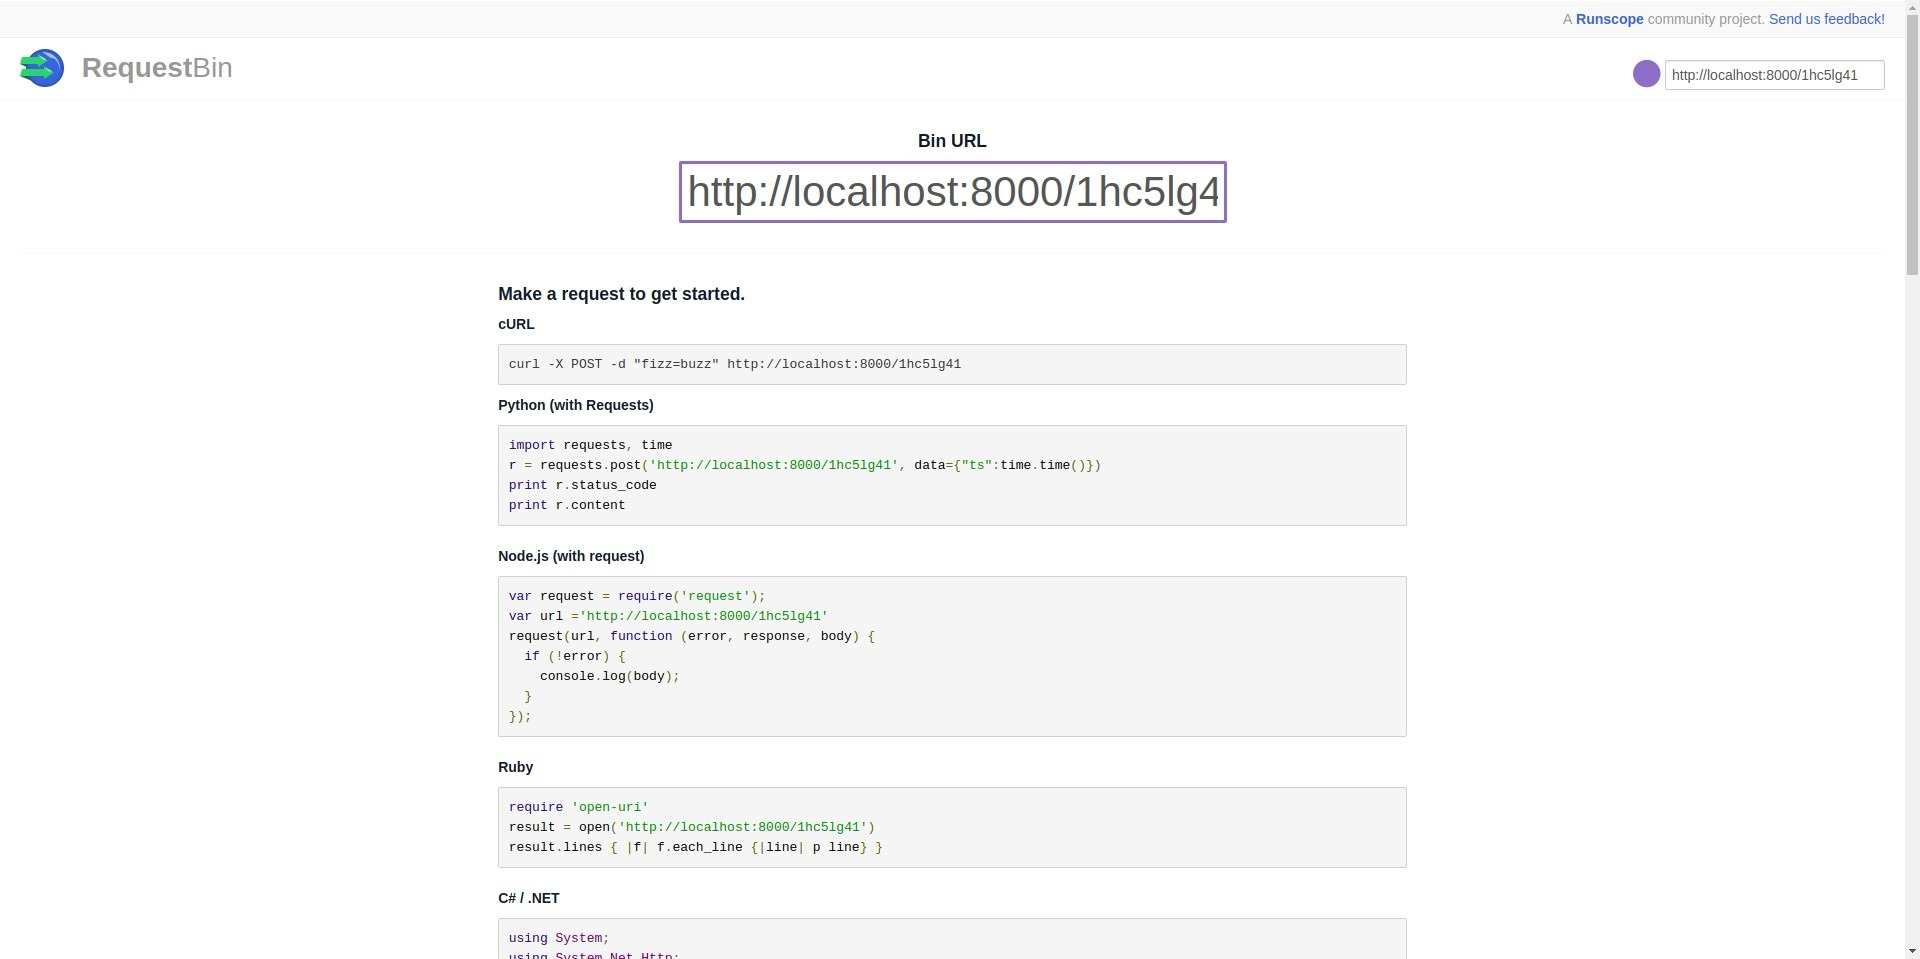 A Runscope community project. Send us feedback!
RequestBin
http://localhost:8000/1hc5lg41
Bin URL
http://localhost:8000/1hc5lg4
Make a request to get started.
cURL
curl -X POST -d "fizz=buzz" http://localhost:8000/1hc5lg41
Python (with Requests)
import requests, time
r = requests.post('http://localhost:8000/1hc5lg41', data={"ts":time.time()})
print r.status_code
print r.content
Node.js (with request)
var request = require('request');
var url ='http://localhost:8000/1hc5lg41'
request(url, function (error, response, body) {
  if (!error) {
    console.log(body);
  }
});
Ruby
require 'open-uri'
result = open('http://localhost:8000/1hc5lg41')
result.lines { |f| f.each_line {|line| p line} }
C# / .NET
using System;
using System.Net.Http;